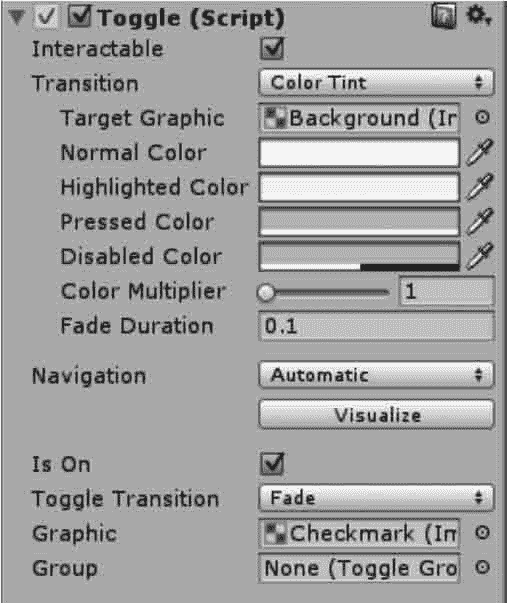 Toggle (Script)
Interactable
Transition Color Tint
Target Graphic Background (Ir
Normal Color
Highlighted Color
Pressed Color
Disabled Color
Color Multiplier 1
Fade Duration 0.1
Navigation Automatic
Visualize
Is On
Toggle Transition Fade
Graphic Checkmark (Im
Group None (Toggle Gro